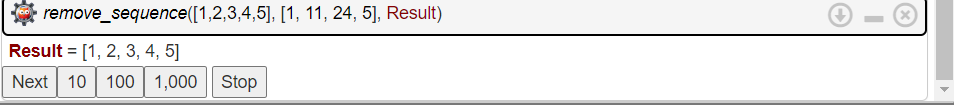 remove_sequence([1,2,3,4,5], [1, 11, 24, 5], Result)
Result = [1, 2, 3, 4, 5]
Next 10 100 1,000 Stop